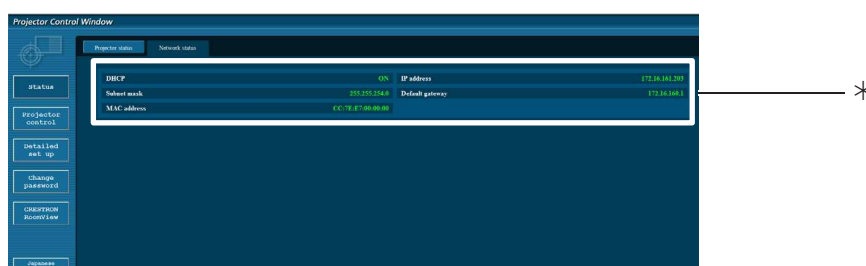 Projector Control Window
Projector status
Network status
Status
Projector
control
Detailed
set up
Change
password
CRESTRON
RoomView
Japanese
DHCP ON IP address 172.16.161.203
Subnet mask 255.255.254.0 Default gateway 172.16.160.1
MAC address CC:7E:E7:00:00:00
*